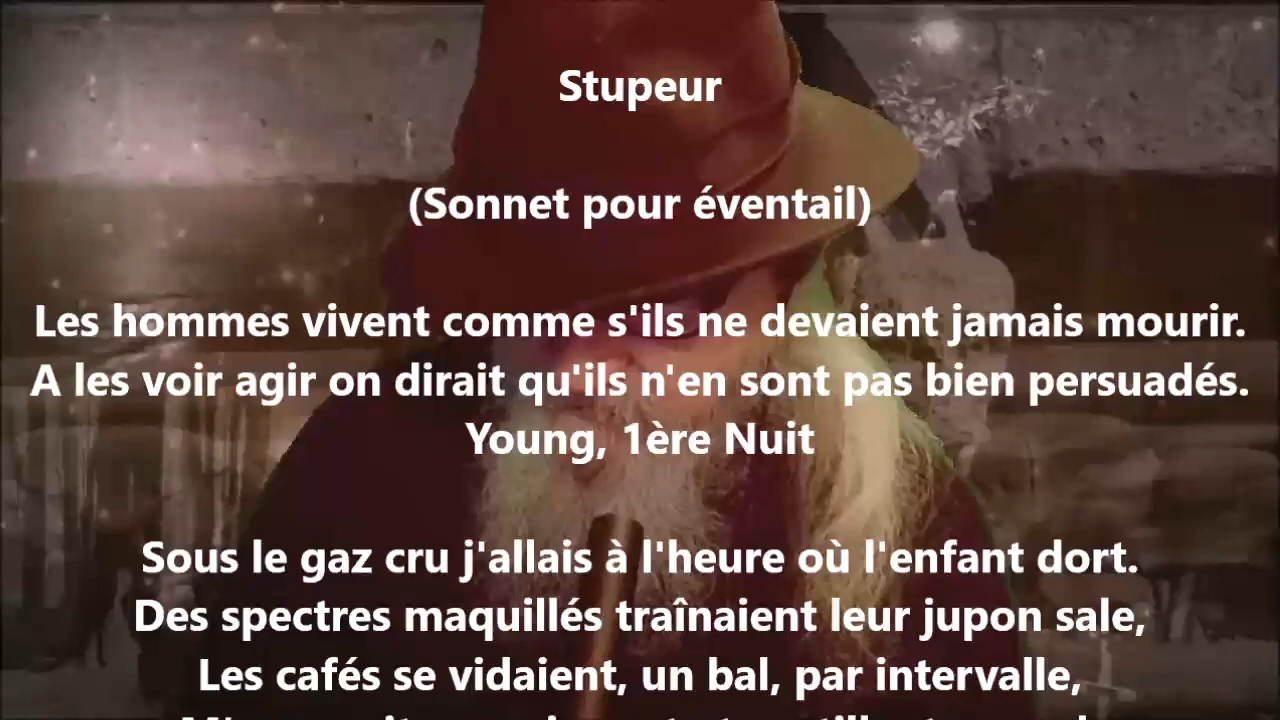 Stupeur
(Sonnet pour éventail)
Les hommes vivent comme s'ils ne devaient jamais mourir.
A les voir agir on dirait qu'ils n'en sont pas bien persuadés.
Young, 1ère Nuit
Sous le gaz cru j'allais à l'heure où l'enfant dort.
Des spectres maquillés traînaient leur jupon sale,
Les cafés se vidaient, un bal, par intervalle,